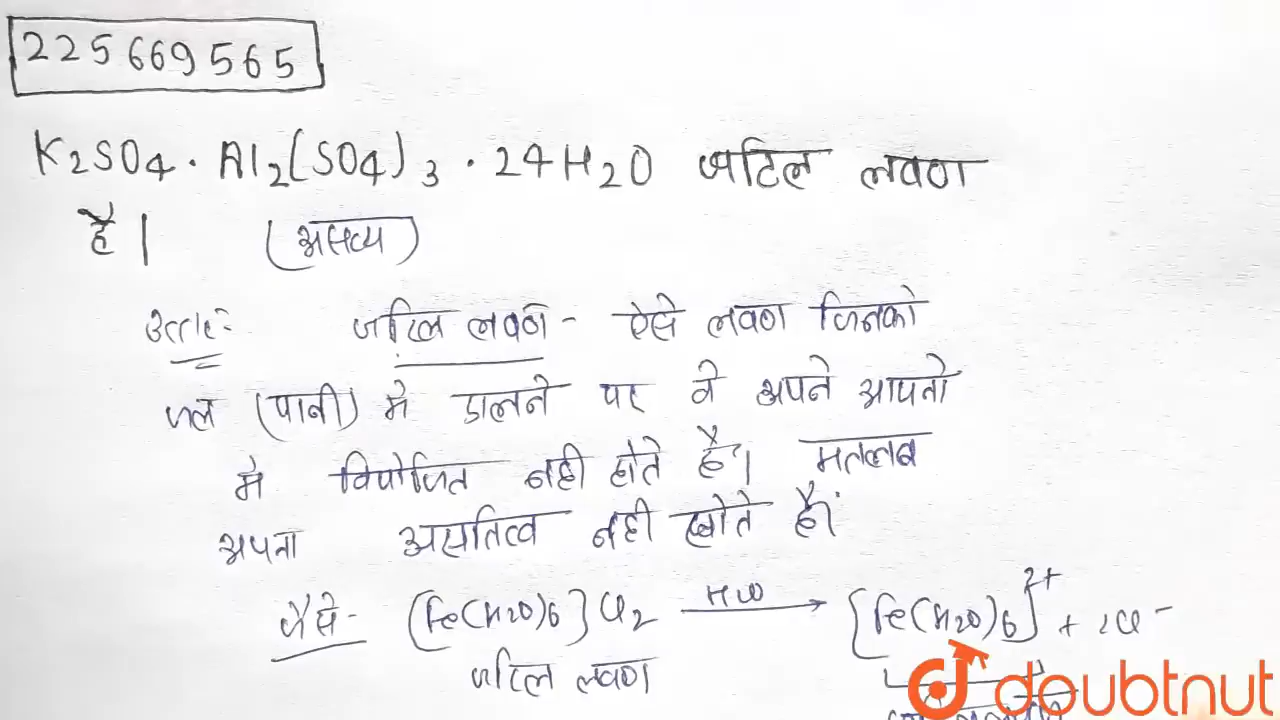 225669565
K2SO4 · Al2(SO4)3 · 24H2O जटिल लवण
है। (असत्य)
उत्तर:- जटिल लवण - ऐसे लवण जिनको
जल (पानी) मे डालने पर वे अपने आयनो
मे वियोजित नही होते है। मतलब
अपना असतित्व नही खोते है।
जैसे- [Fe(H2O)6]Cl2 H2O → [Fe(H2O)6]2+ + 2Cl-
जटिल लवण
doubtnut